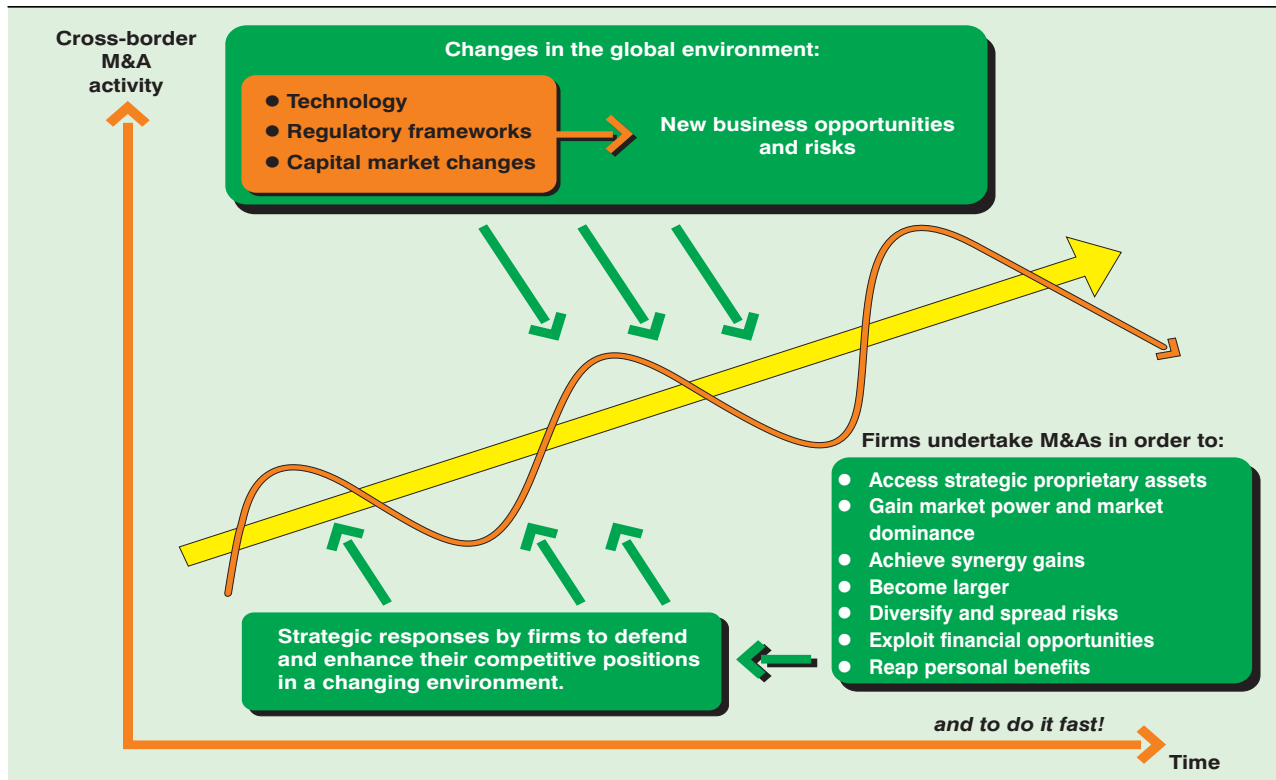 Cross-border
M&A
activity
Changes in the global environment:
● Technology
● Regulatory frameworks
● Capital market changes
New business opportunities
and risks
Firms undertake M&As in order to:
● Access strategic proprietary assets
● Gain market power and market
dominance
● Achieve synergy gains
● Become larger
● Diversify and spread risks
● Exploit financial opportunities
● Reap personal benefits
Strategic responses by firms to defend
and enhance their competitive positions
in a changing environment.
and to do it fast!
Time